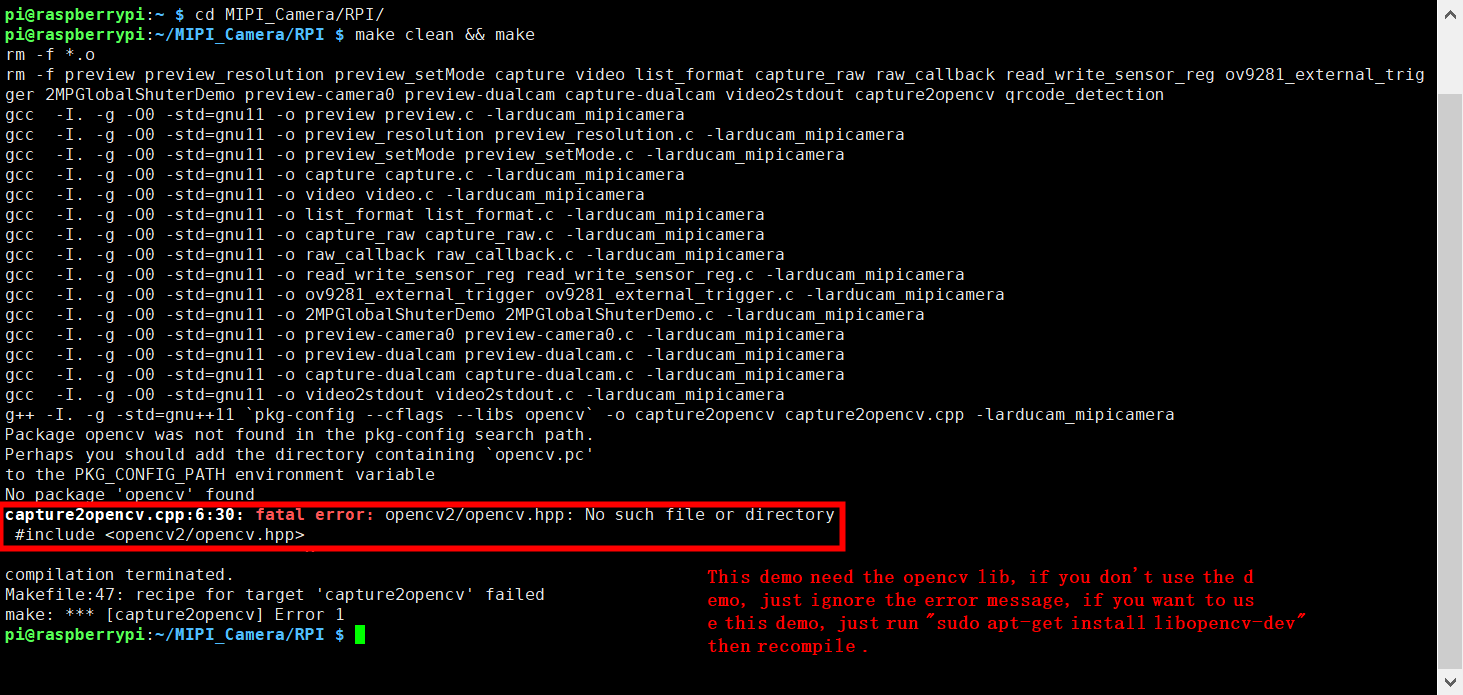 pi@raspberrypi:~ $ cd MIPI_Camera/RPI/
pi@raspberrypi:~/MIPI_Camera/RPI $ make clean && make
rm -f *.o
rm -f preview preview_resolution preview_setMode capture video list_format capture_raw raw_callback read_write_sensor_reg ov9281_external_trig
ger 2MPGlobalShuterDemo preview-camera0 preview-dualcam capture-dualcam video2stdout capture2opencv qrcode_detection
gcc  -I. -g -O0 -std=gnu11 -o preview preview.c -larducam_mipicamera
gcc  -I. -g -O0 -std=gnu11 -o preview_resolution preview_resolution.c -larducam_mipicamera
gcc  -I. -g -O0 -std=gnu11 -o preview_setMode preview_setMode.c -larducam_mipicamera
gcc  -I. -g -O0 -std=gnu11 -o capture capture.c -larducam_mipicamera
gcc  -I. -g -O0 -std=gnu11 -o video video.c -larducam_mipicamera
gcc  -I. -g -O0 -std=gnu11 -o list_format list_format.c -larducam_mipicamera
gcc  -I. -g -O0 -std=gnu11 -o capture_raw capture_raw.c -larducam_mipicamera
gcc  -I. -g -O0 -std=gnu11 -o raw_callback raw_callback.c -larducam_mipicamera
gcc  -I. -g -O0 -std=gnu11 -o read_write_sensor_reg read_write_sensor_reg.c -larducam_mipicamera
gcc  -I. -g -O0 -std=gnu11 -o ov9281_external_trigger ov9281_external_trigger.c -larducam_mipicamera
gcc  -I. -g -O0 -std=gnu11 -o 2MPGlobalShuterDemo 2MPGlobalShuterDemo.c -larducam_mipicamera
gcc  -I. -g -O0 -std=gnu11 -o preview-camera0 preview-camera0.c -larducam_mipicamera
gcc  -I. -g -O0 -std=gnu11 -o preview-dualcam preview-dualcam.c -larducam_mipicamera
gcc  -I. -g -O0 -std=gnu11 -o capture-dualcam capture-dualcam.c -larducam_mipicamera
gcc  -I. -g -O0 -std=gnu11 -o video2stdout video2stdout.c -larducam_mipicamera
g++ -I. -g -std=gnu++11 `pkg-config --cflags --libs opencv` -o capture2opencv capture2opencv.cpp -larducam_mipicamera
Package opencv was not found in the pkg-config search path.
Perhaps you should add the directory containing `opencv.pc'
to the PKG_CONFIG_PATH environment variable
No package 'opencv' found
capture2opencv.cpp:6:30: fatal error: opencv2/opencv.hpp: No such file or directory
 #include <opencv2/opencv.hpp>
compilation terminated.
Makefile:47: recipe for target 'capture2opencv' failed
make: *** [capture2opencv] Error 1
pi@raspberrypi:~/MIPI_Camera/RPI $
This demo need the opencv lib, if you don't use the d
emo, just ignore the error message, if you want to us
e this demo, just run "sudo apt-get install libopencv-dev"
then recompile .